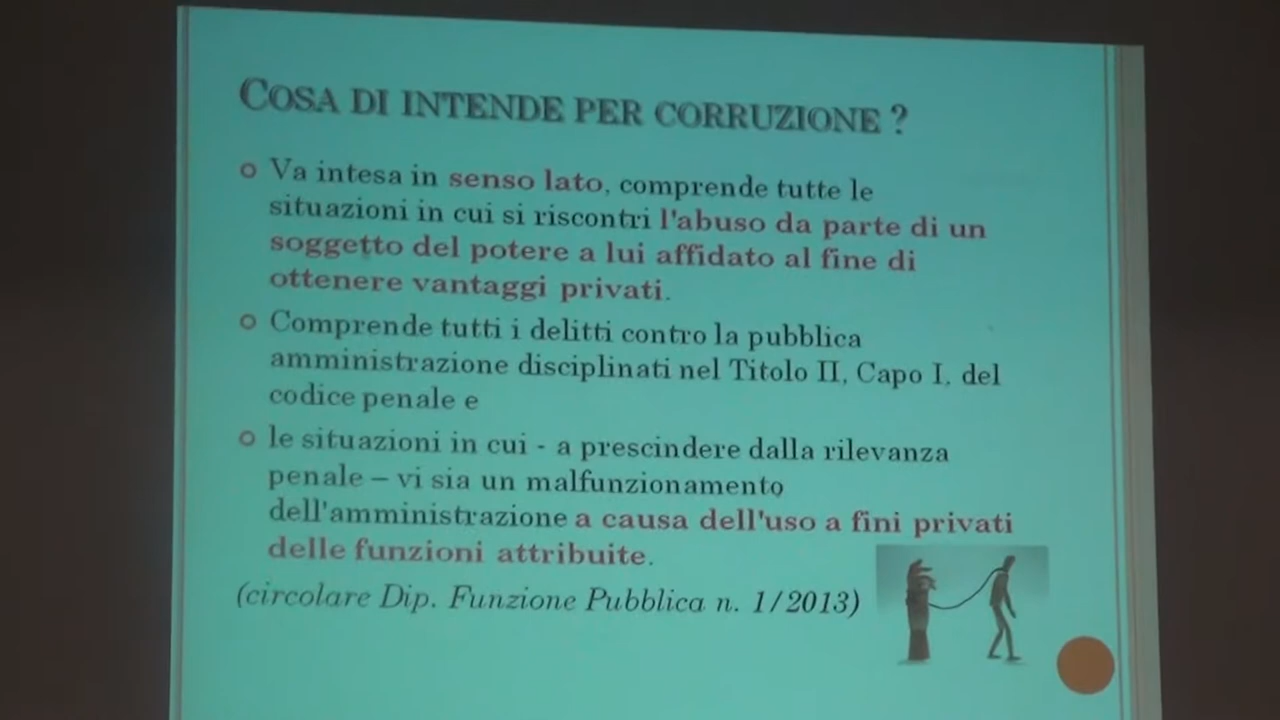 COSA DI INTENDE PER CORRUZIONE ?
Va intesa in senso lato, comprende tutte le
situazioni in cui si riscontri l'abuso da parte di un
soggetto del potere a lui affidato al fine di
ottenere vantaggi privati.
Comprende tutti i delitti contro la pubblica
amministrazione disciplinati nel Titolo II, Capo I, del
codice penale e
le situazioni in cui - a prescindere dalla rilevanza
penale – vi sia un malfunzionamento
dell'amministrazione a causa dell'uso a fini privati
delle funzioni attribuite.
(circolare Dip. Funzione Pubblica n. 1/2013)